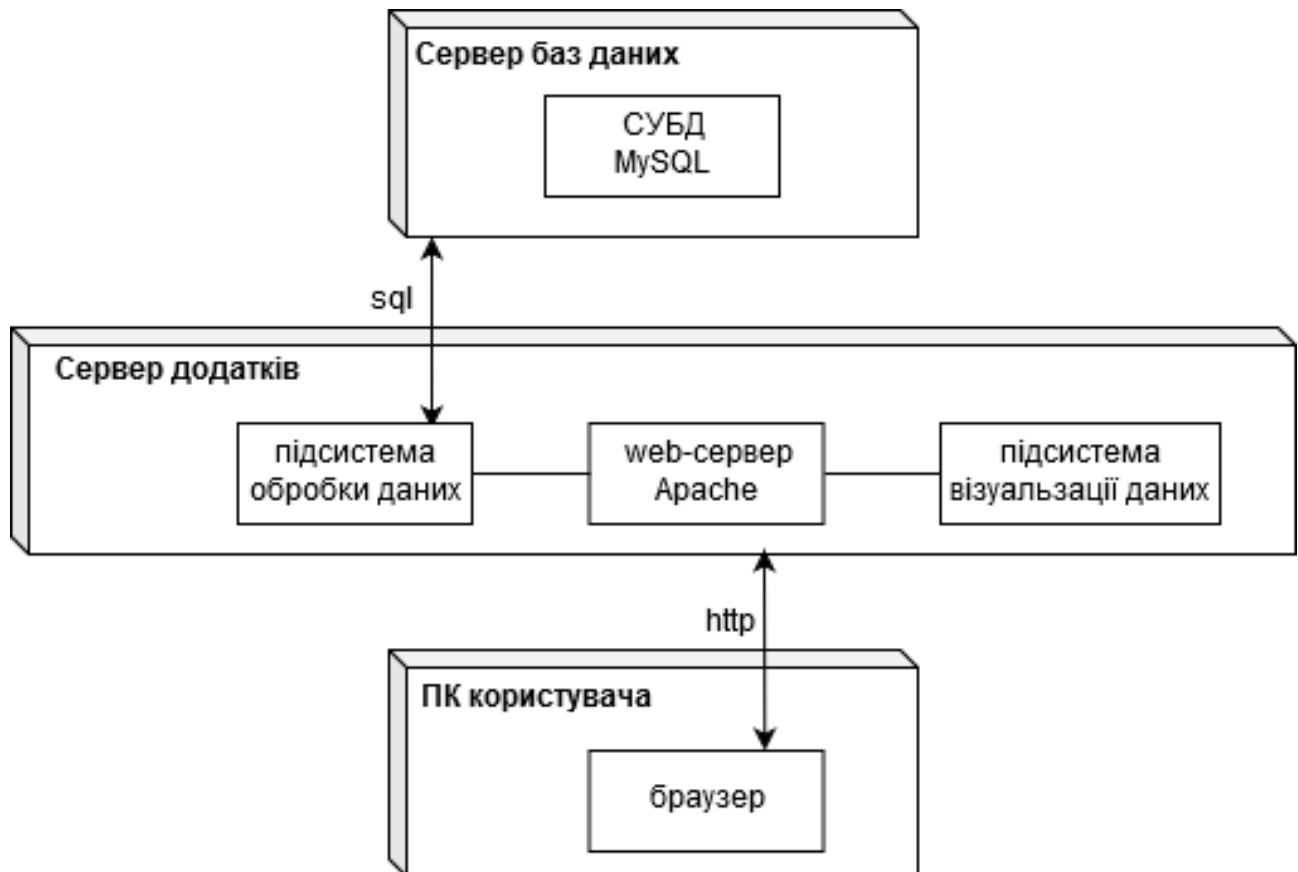 Сервер баз даних
СУБД
MySQL
sql
Сервер додатків
підсистема
обробки даних
web-сервер
Apache
підсистема
візуальзації даних
http
ПК користувача
браузер